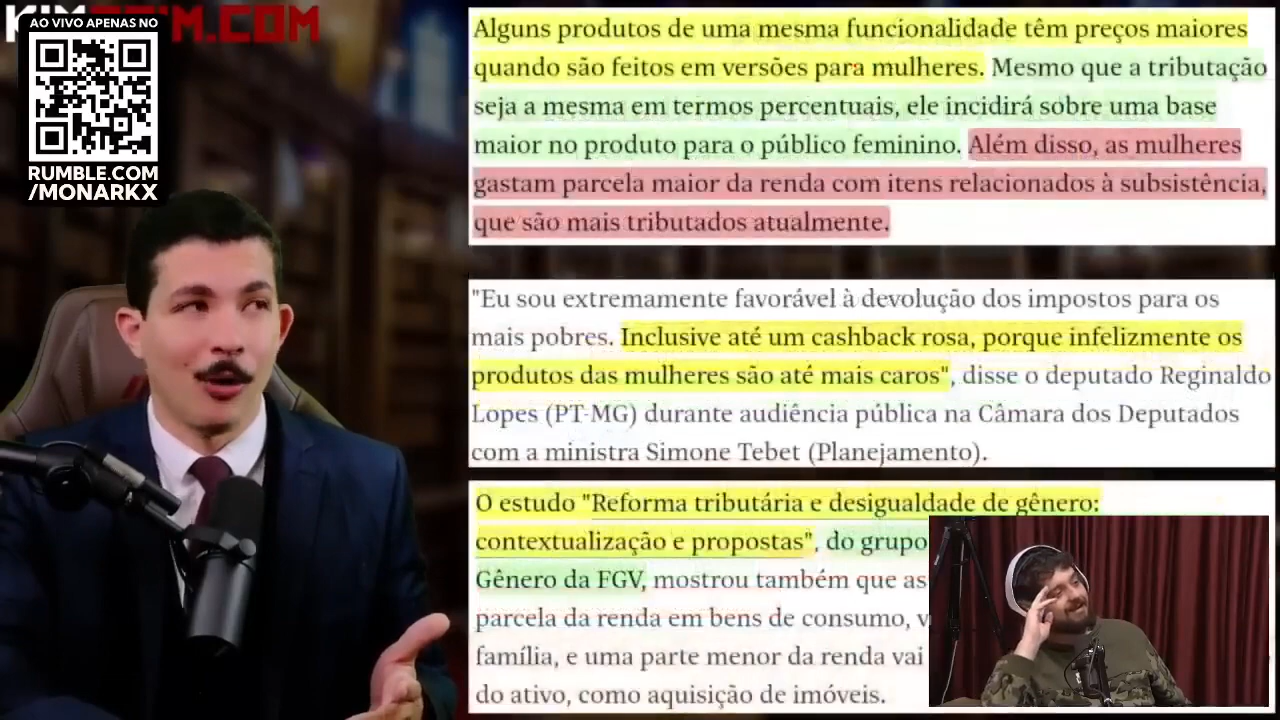 AO VIVO APENAS NO
RUMBLE.COM
/MONARKX
Alguns produtos de uma mesma funcionalidade têm preços maiores
quando são feitos em versões para mulheres. Mesmo que a tributação
seja a mesma em termos percentuais, ele incidirá sobre uma base
maior no produto para o público feminino. Além disso, as mulheres
gastam parcela maior da renda com itens relacionados à subsistência,
que são mais tributados atualmente.
"Eu sou extremamente favorável à devolução dos impostos para os
mais pobres. Inclusive até um cashback rosa, porque infelizmente os
produtos das mulheres são até mais caros", disse o deputado Reginaldo
Lopes (PT-MG) durante audiência pública na Câmara dos Deputados
com a ministra Simone Tebet (Planejamento).
O estudo "Reforma tributária e desigualdade de gênero:
contextualização e propostas", do grupo
Gênero da FGV, mostrou também que as
parcela da renda em bens de consumo, v
família, e uma parte menor da renda vai
do ativo, como aquisição de imóveis.